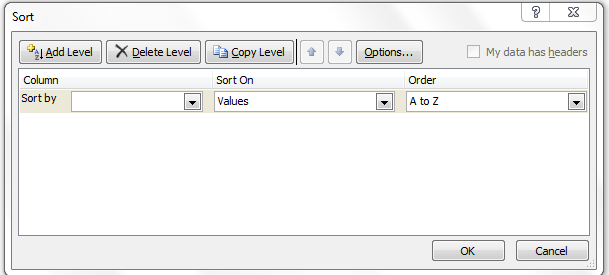 Sort
Add Level Delete Level Copy Level Options... My data has headers
Column Sort On Order
Sort by Values A to Z
OK Cancel